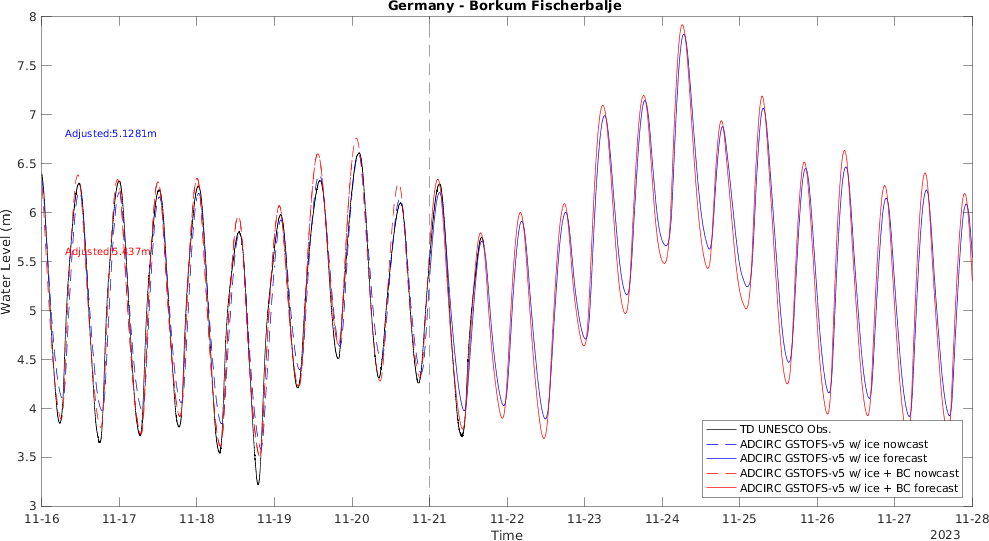 Germany - Borkum Fischerbalje
Water Level (m)
8
7.5
7
6.5
6
5.5
5
4.5
4
3.5
3
Adjusted:5.1281m
Adjusted:5.437m
TD UNESCO Obs.
ADCIRC GSTOFS-v5 w/ ice nowcast
ADCIRC GSTOFS-v5 w/ ice forecast
ADCIRC GSTOFS-v5 w/ ice + BC nowcast
ADCIRC GSTOFS-v5 w/ ice + BC forecast
11-16 11-17 11-18 11-19 11-20 11-21 11-22 11-23 11-24 11-25 11-26 11-27 11-28
Time
2023